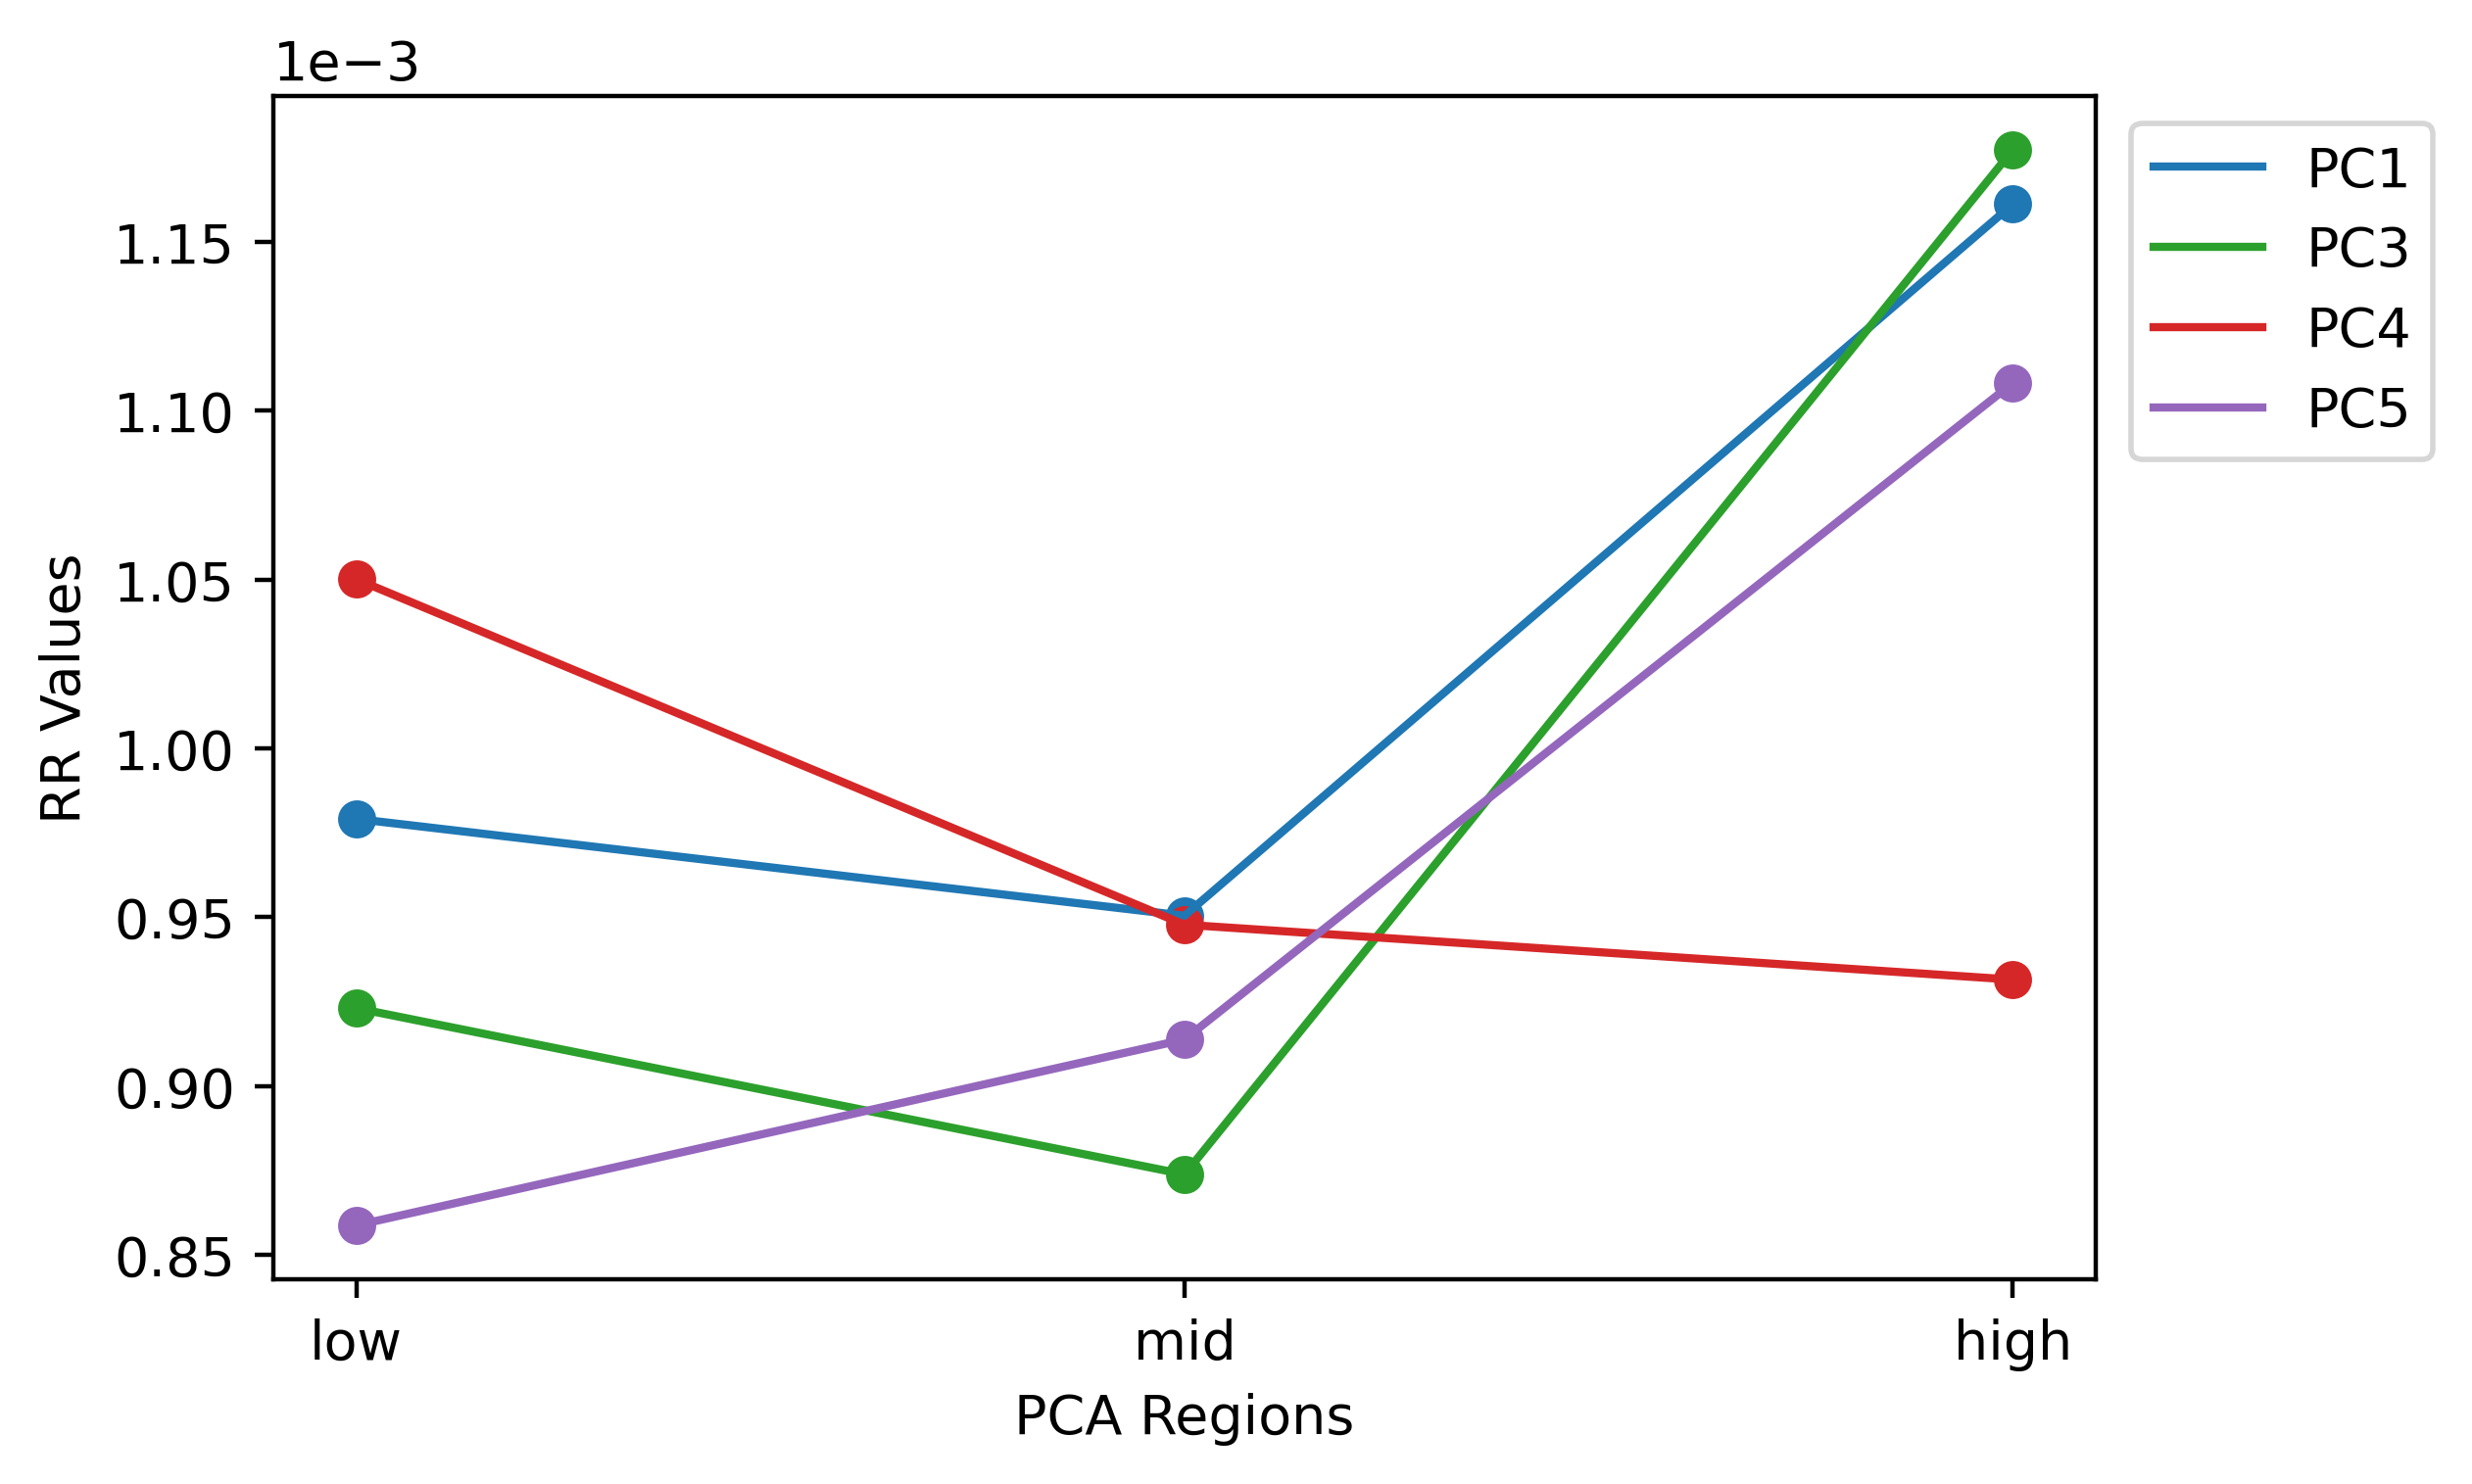 1e−3
1.15
1.10
1.05
1.00
0.95
0.90
0.85
RR Values
low
mid
high
PCA Regions
PC1
PC3
PC4
PC5